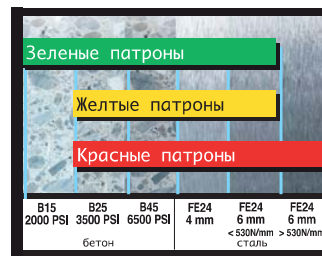 Зеленые патроны
Желтые патроны
Красные патроны
B15 B25 B45 FE24 FE24 FE24
2000 PSI 3500 PSI 6500 PSI 4 mm 6 mm 6 mm
< 530N/mm > 530N/mm
бетон сталь